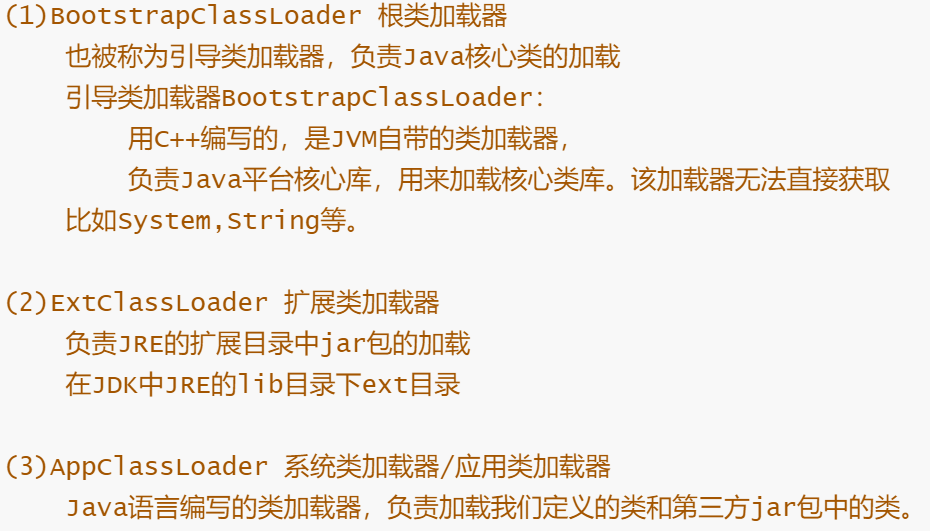 (1)BootstrapClassLoader 根类加载器
也被称为引导类加载器，负责Java核心类的加载
引导类加载器BootstrapClassLoader：
用C++编写的，是JVM自带的类加载器，
负责Java平台核心库，用来加载核心类库。该加载器无法直接获取
比如System,String等。
(2)ExtClassLoader 扩展类加载器
负责JRE的扩展目录中jar包的加载
在JDK中JRE的lib目录下ext目录
(3)AppClassLoader 系统类加载器/应用类加载器
Java语言编写的类加载器，负责加载我们定义的类和第三方jar包中的类。